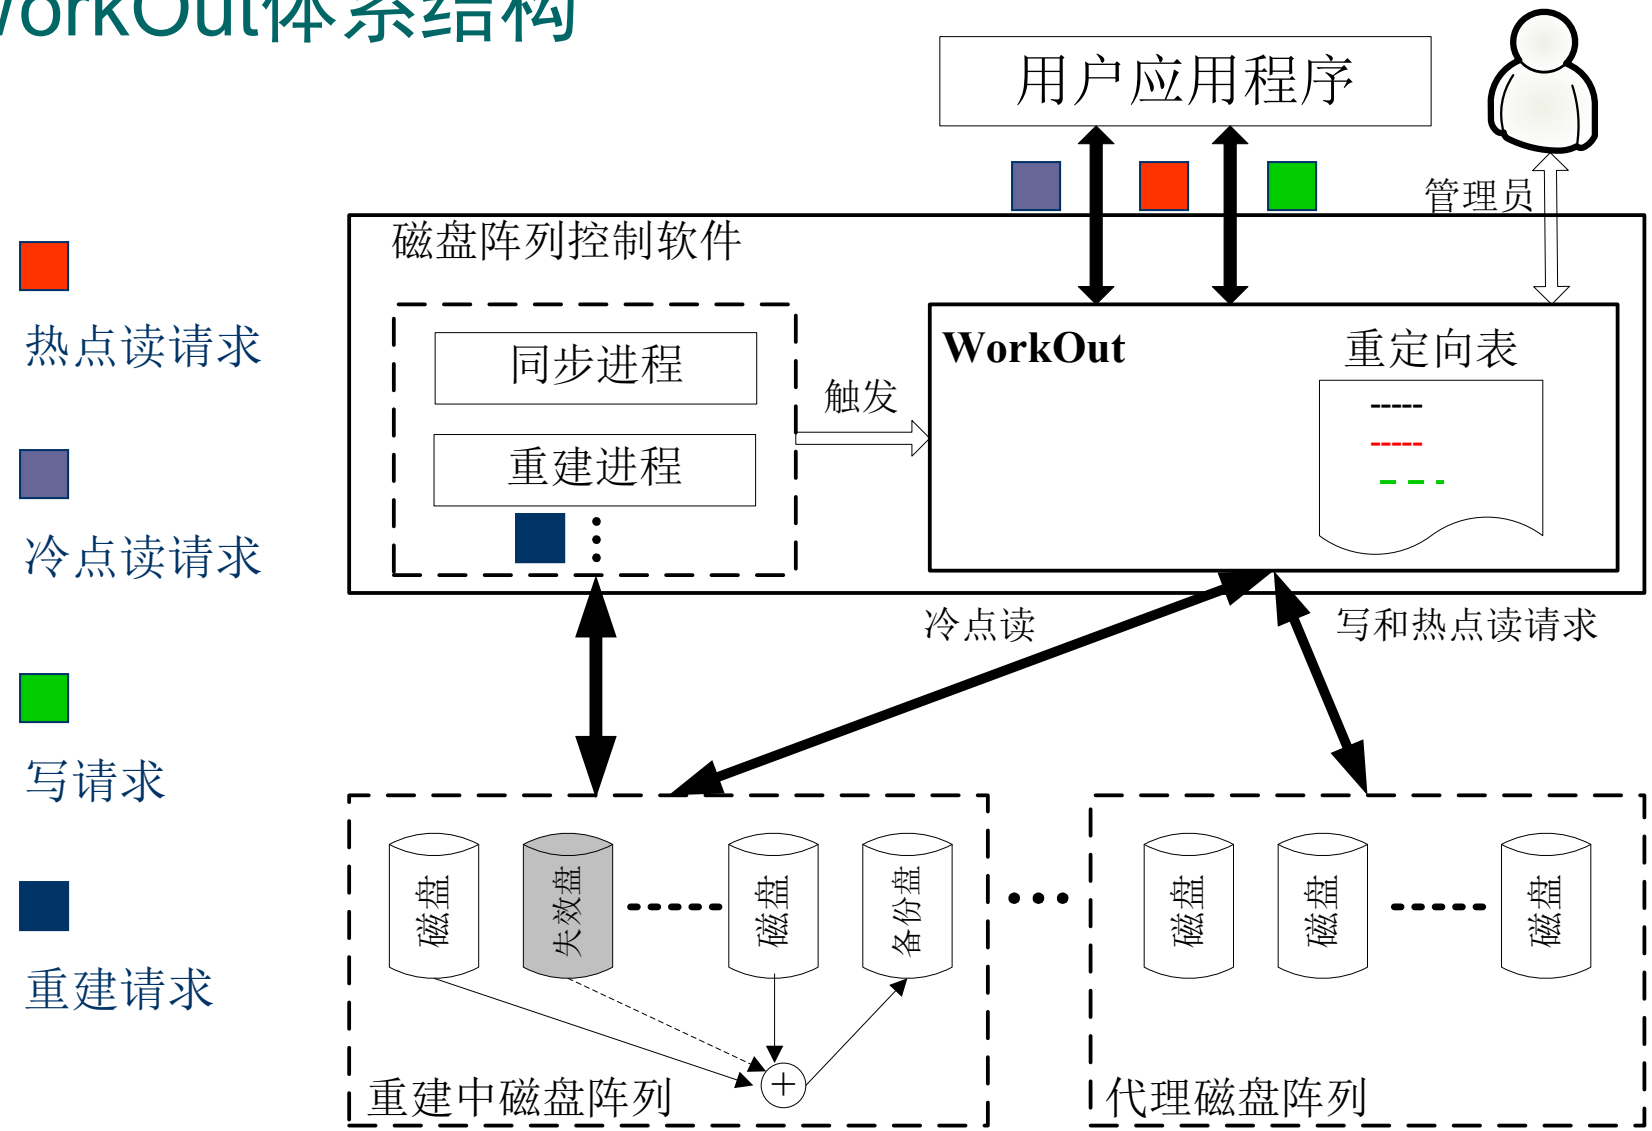 WorkOut体系结构
用户应用程序
管理员
磁盘阵列控制软件
热点读请求
同步进程
触发
WorkOut
重定向表
重建进程
冷点读请求
冷点读
写和热点读请求
写请求
磁盘
失效盘
磁盘
备份盘
磁盘
磁盘
磁盘
重建请求
重建中磁盘阵列
代理磁盘阵列